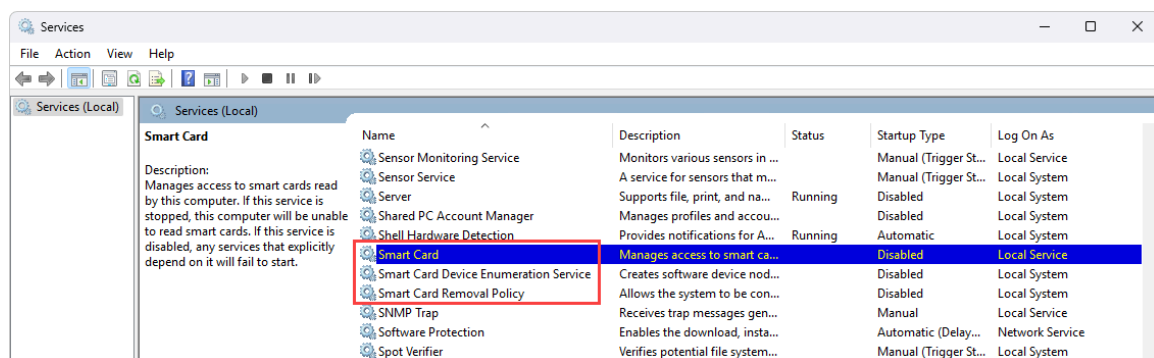 Services
File Action View Help
Services (Local)
Services (Local)
Smart Card
Description:
Manages access to smart cards read
by this computer. If this service is
stopped, this computer will be unable
to read smart cards. If this service is
disabled, any services that explicitly
depend on it will fail to start.
Name Description Status Startup Type Log On As
Sensor Monitoring Service Monitors various sensors in ... Manual (Trigger St... Local Service
Sensor Service A service for sensors that m... Manual (Trigger St... Local System
Server Supports file, print, and na... Running Disabled Local System
Shared PC Account Manager Manages profiles and accou... Disabled Local System
Shell Hardware Detection Provides notifications for A... Running Automatic Local System
Smart Card Manages access to smart ca... Disabled Local Service
Smart Card Device Enumeration Service Creates software device nod... Disabled Local System
Smart Card Removal Policy Allows the system to be con... Disabled Local System
SNMP Trap Receives trap messages gen... Manual Local Service
Software Protection Enables the download, insta... Automatic (Delay... Network Service
Spot Verifier Verifies potential file system... Manual (Trigger St... Local System